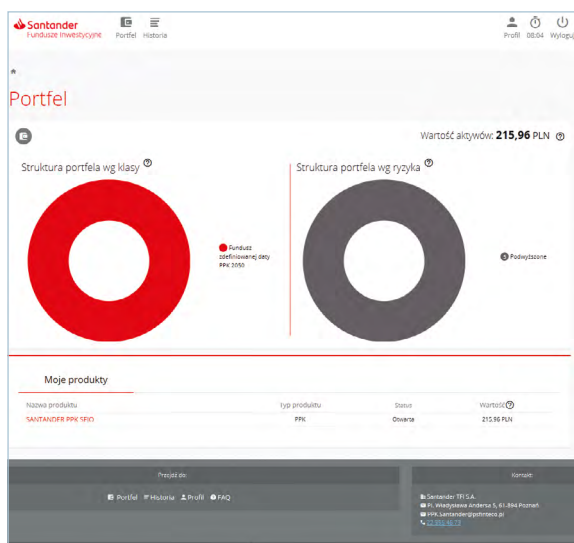 Santander
Fundusze Inwestycyjne
Portfel Historia
Profil 08:04 Wyloguj
Portfel
Wartość aktywów: 215,96 PLN
Struktura portfela wg klasy
Struktura portfela wg ryzyka
Fundusz
zdefiniowanej daty
PPK 2050
Podwyższone
Moje produkty
Nazwa produktu Typ produktu Status Wartość
SANTANDER PPK SFIO PPK Otwarta 215,96 PLN
Przejdź do:
Portfel Historia Profil FAQ
Kontakt:
Santander TFI S.A.
Pl. Władysława Andersa 5, 61-894 Poznań
PPK.Santander@psfinteco.pl